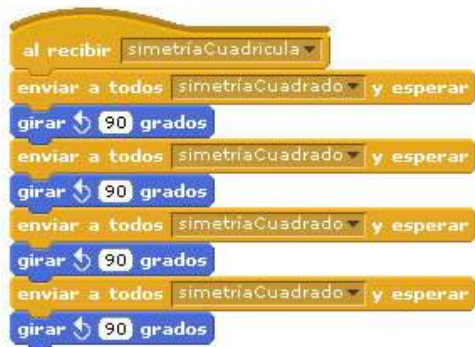 al recibir simetríaCuadricula
enviar a todos simetríaCuadrado y esperar
girar 90 grados
enviar a todos simetríaCuadrado y esperar
girar 90 grados
enviar a todos simetríaCuadrado y esperar
girar 90 grados
enviar a todos simetríaCuadrado y esperar
girar 90 grados